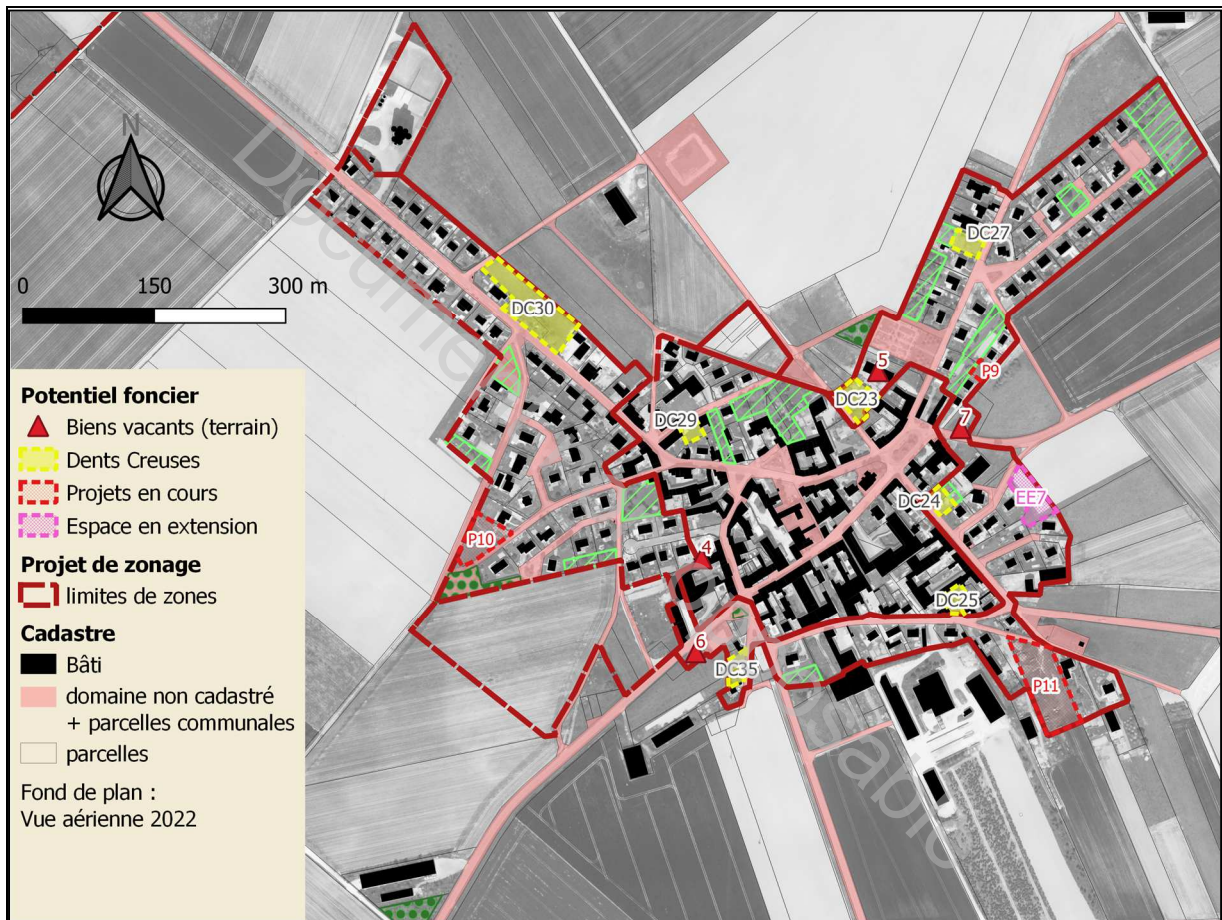 N
0 150 300 m
Potentiel foncier
Biens vacants (terrain)
Dents Creuses
Projets en cours
Espace en extension
Projet de zonage
limites de zones
Cadastre
Bâti
domaine non cadastré
+ parcelles communales
parcelles
Fond de plan :
Vue aérienne 2022
DC27
DC30
P9
5
DC23
7
DC29
DC24
EE7
P10
4
DC25
6
DC35
P11